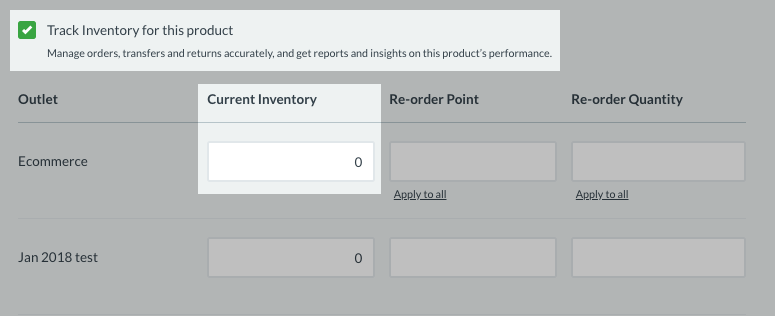 Track Inventory for this product
Manage orders, transfers and returns accurately, and get reports and insights on this product's performance.
Outlet Current Inventory Re-order Point Re-order Quantity
Ecommerce 0
Apply to all Apply to all
Jan 2018 test 0